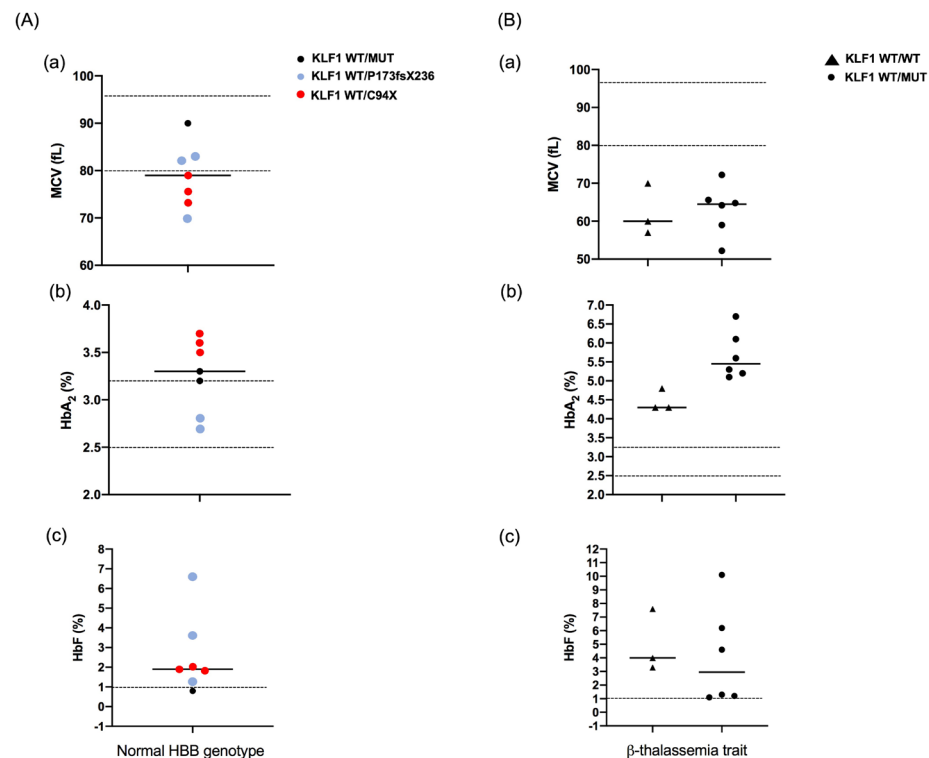 (A)
(a)
KLF1 WT/MUT
KLF1 WT/P173fsX236
KLF1 WT/C94X
MCV (fL)
100
90
80
70
60
(b)
HbA2 (%)
4.0
3.5
3.0
2.5
2.0
(c)
HbF (%)
8
7
6
5
4
3
2
1
0
-1
Normal HBB genotype
(B)
(a)
KLF1 WT/WT
KLF1 WT/MUT
MCV (fL)
100
90
80
70
60
50
(b)
HbA2 (%)
7.0
6.5
6.0
5.5
5.0
4.5
4.0
3.5
3.0
2.5
2.0
(c)
HbF (%)
12
11
10
9
8
7
6
5
4
3
2
1
0
-1
β-thalassemia trait